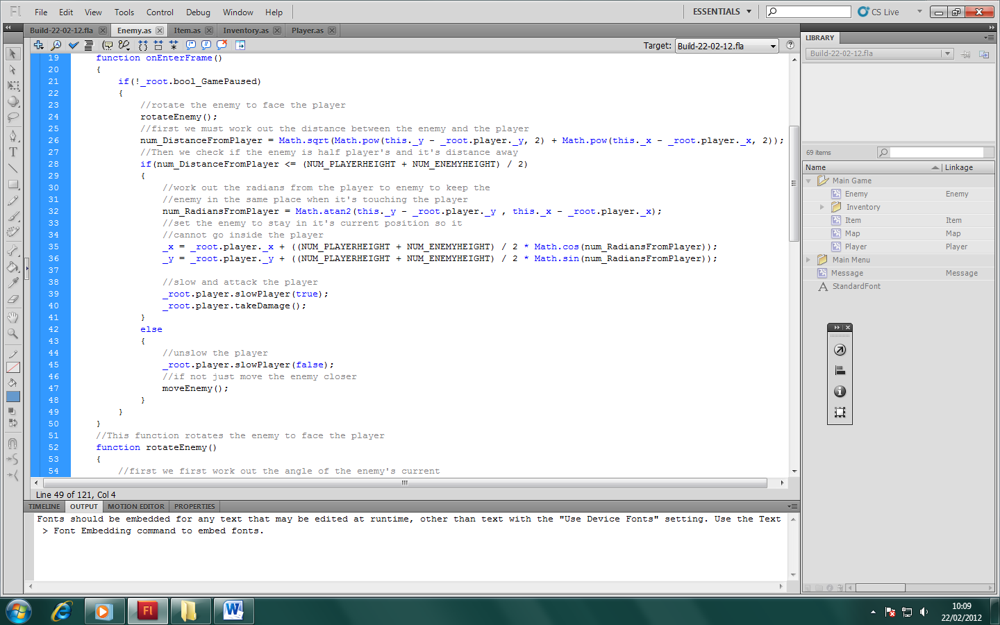 Fl File Edit View Tools Control Debug Window Help ESSENTIALS CS Live
Build-22-02-12.fla Enemy.as Item.as Inventory.as Player.as
Target: Build-22-02-12.fla
19 function onEnterFrame()
20 {
21 if(!_root.bool_GamePaused)
22 {
23 //rotate the enemy to face the player
24 rotateEnemy();
25 //first we must work out the distance between the enemy and the player
26 num_DistanceFromPlayer = Math.sqrt(Math.pow(this._y - _root.player._y, 2) + Math.pow(this._x - _root.player._x, 2));
27 //Then we check if the enemy is half player's and it's distance away
28 if(num_DistanceFromPlayer <= (NUM_PLAYERHEIGHT + NUM_ENEMYHEIGHT) / 2)
29 {
30 //work out the radians from the player to enemy to keep the
31 //enemy in the same place when it's touching the player
32 num_RadiansFromPlayer = Math.atan2(this._y - _root.player._y , this._x - _root.player._x);
33 //set the enemy to stay in it's current position so it
34 //cannot go inside the player
35 _x = _root.player._x + ((NUM_PLAYERHEIGHT + NUM_ENEMYHEIGHT) / 2 * Math.cos(num_RadiansFromPlayer));
36 _y = _root.player._y + ((NUM_PLAYERHEIGHT + NUM_ENEMYHEIGHT) / 2 * Math.sin(num_RadiansFromPlayer));
37
38 //slow and attack the player
39 _root.player.slowPlayer(true);
40 _root.player.takeDamage();
41 }
42 else
43 {
44 //unslow the player
45 _root.player.slowPlayer(false);
46 //if not just move the enemy closer
47 moveEnemy();
48 }
49 }
50 }
51 //This function rotates the enemy to face the player
52 function rotateEnemy()
53 {
54 //first we first work out the angle of the enemy's current
Line 49 of 121, Col 4
TIMELINE OUTPUT MOTION EDITOR PROPERTIES
Fonts should be embedded for any text that may be edited at runtime, other than text with the "Use Device Fonts" setting. Use the Text
> Font Embedding command to embed fonts.
LIBRARY
Build-22-02-12.fla
69 items
Name Linkage
Main Game
Enemy Enemy
Inventory
Item Item
Map Map
Player Player
Main Menu
Message Message
A StandardFont
Fl
W
10:09
22/02/2012